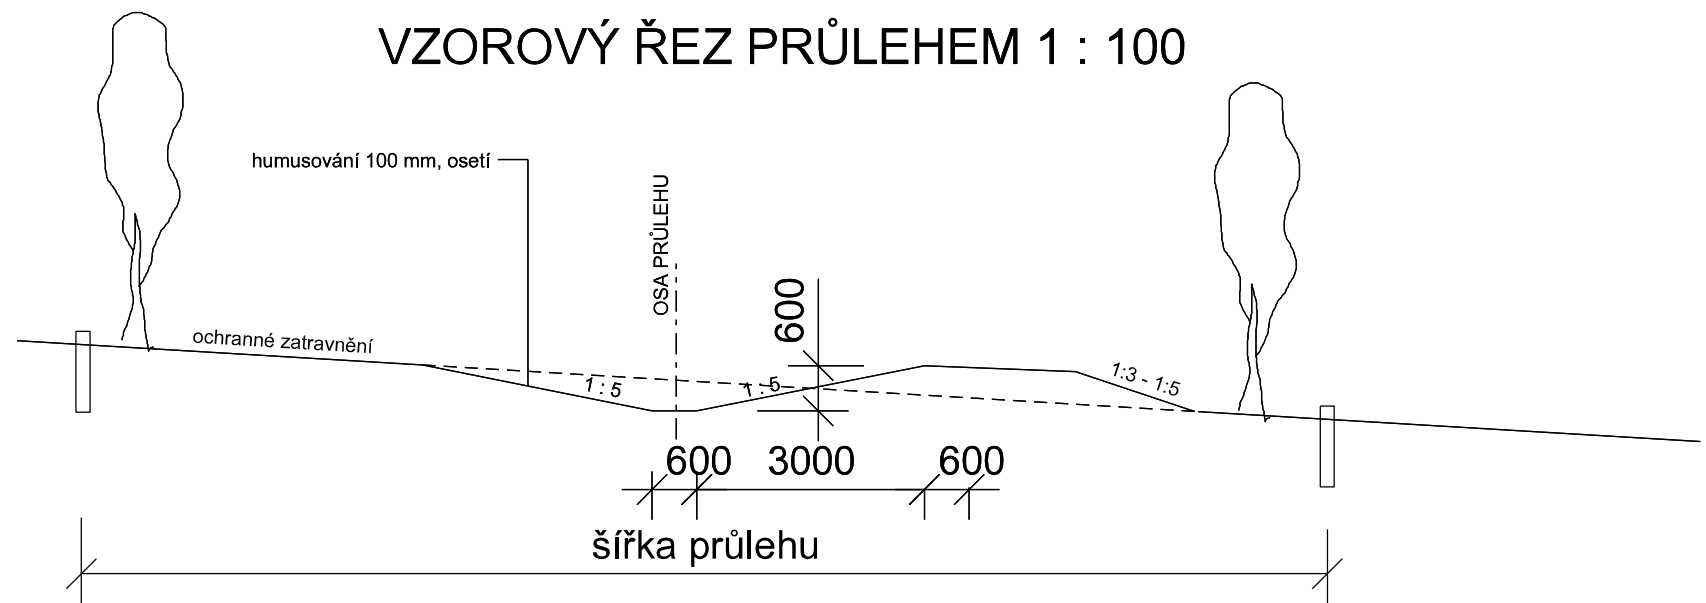 VZOROVÝ ŘEZ PRŮLEHEM 1 : 100
humusování 100 mm, osetí
OSA PRŮLEHU
600
ochranné zatravnění
1 : 5
1 : 5
1:3 - 1:5
600
3000
600
šířka průlehu